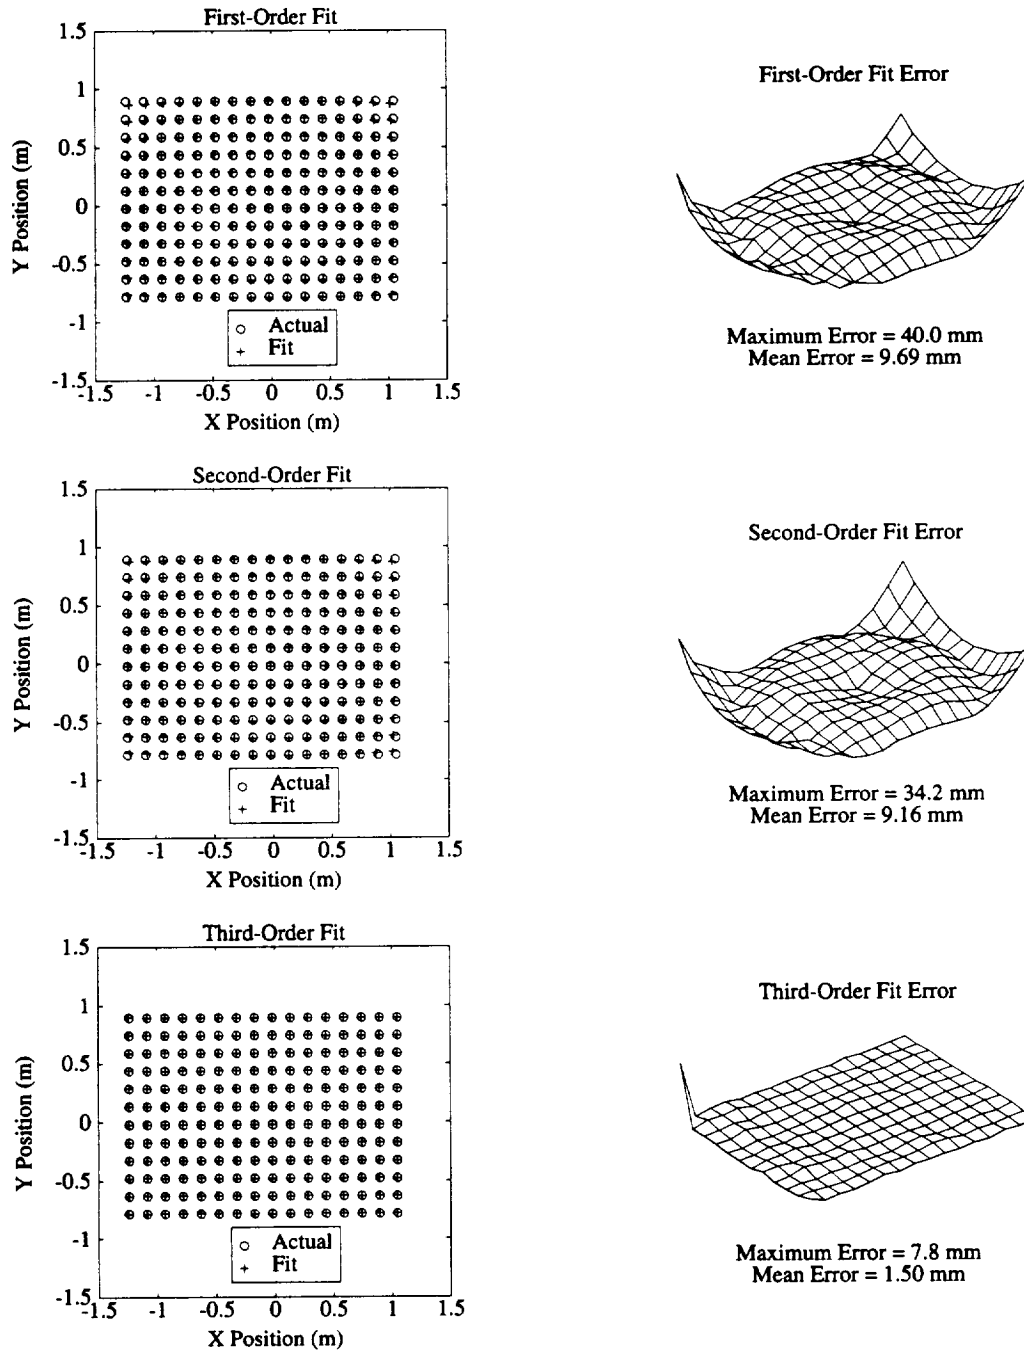 First-Order Fit
1.5
1
0.5
0
-0.5
-1
-1.5
Y Position (m)
Actual
Fit
-1.5 -1 -0.5 0 0.5 1 1.5
X Position (m)
First-Order Fit Error
Maximum Error = 40.0 mm
Mean Error = 9.69 mm
Second-Order Fit
1.5
1
0.5
0
-0.5
-1
-1.5
Y Position (m)
Actual
Fit
-1.5 -1 -0.5 0 0.5 1 1.5
X Position (m)
Second-Order Fit Error
Maximum Error = 34.2 mm
Mean Error = 9.16 mm
Third-Order Fit
1.5
1
0.5
0
-0.5
-1
-1.5
Y Position (m)
Actual
Fit
-1.5 -1 -0.5 0 0.5 1 1.5
X Position (m)
Third-Order Fit Error
Maximum Error = 7.8 mm
Mean Error = 1.50 mm